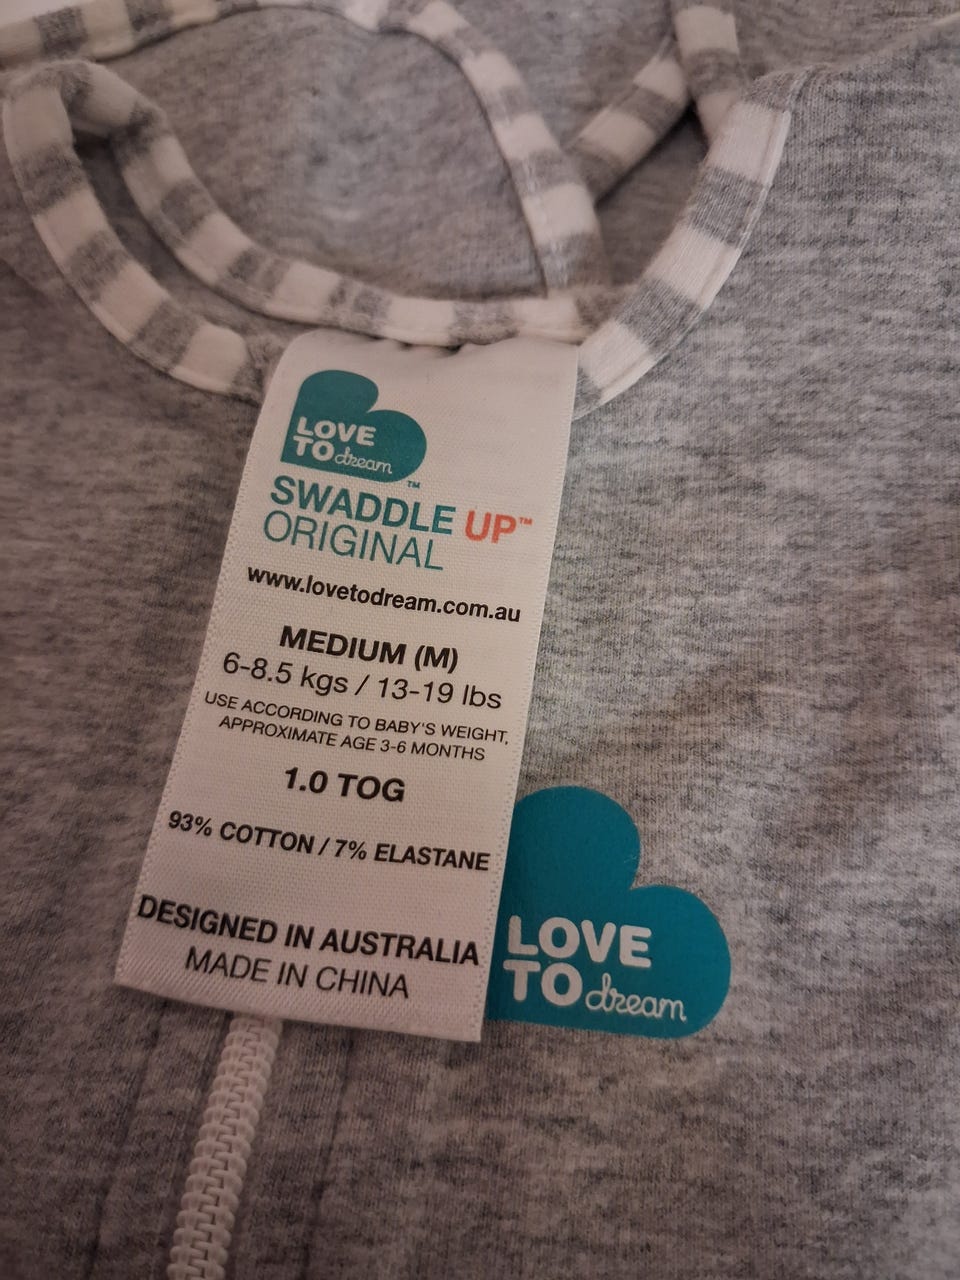 LOVE
TO dream™
SWADDLE UP™
ORIGINAL
www.lovetodream.com.au
MEDIUM (M)
6-8.5 kgs / 13-19 lbs
USE ACCORDING TO BABY'S WEIGHT,
APPROXIMATE AGE 3-6 MONTHS
1.0 TOG
93% COTTON / 7% ELASTANE
DESIGNED IN AUSTRALIA
MADE IN CHINA
LOVE
TO dream